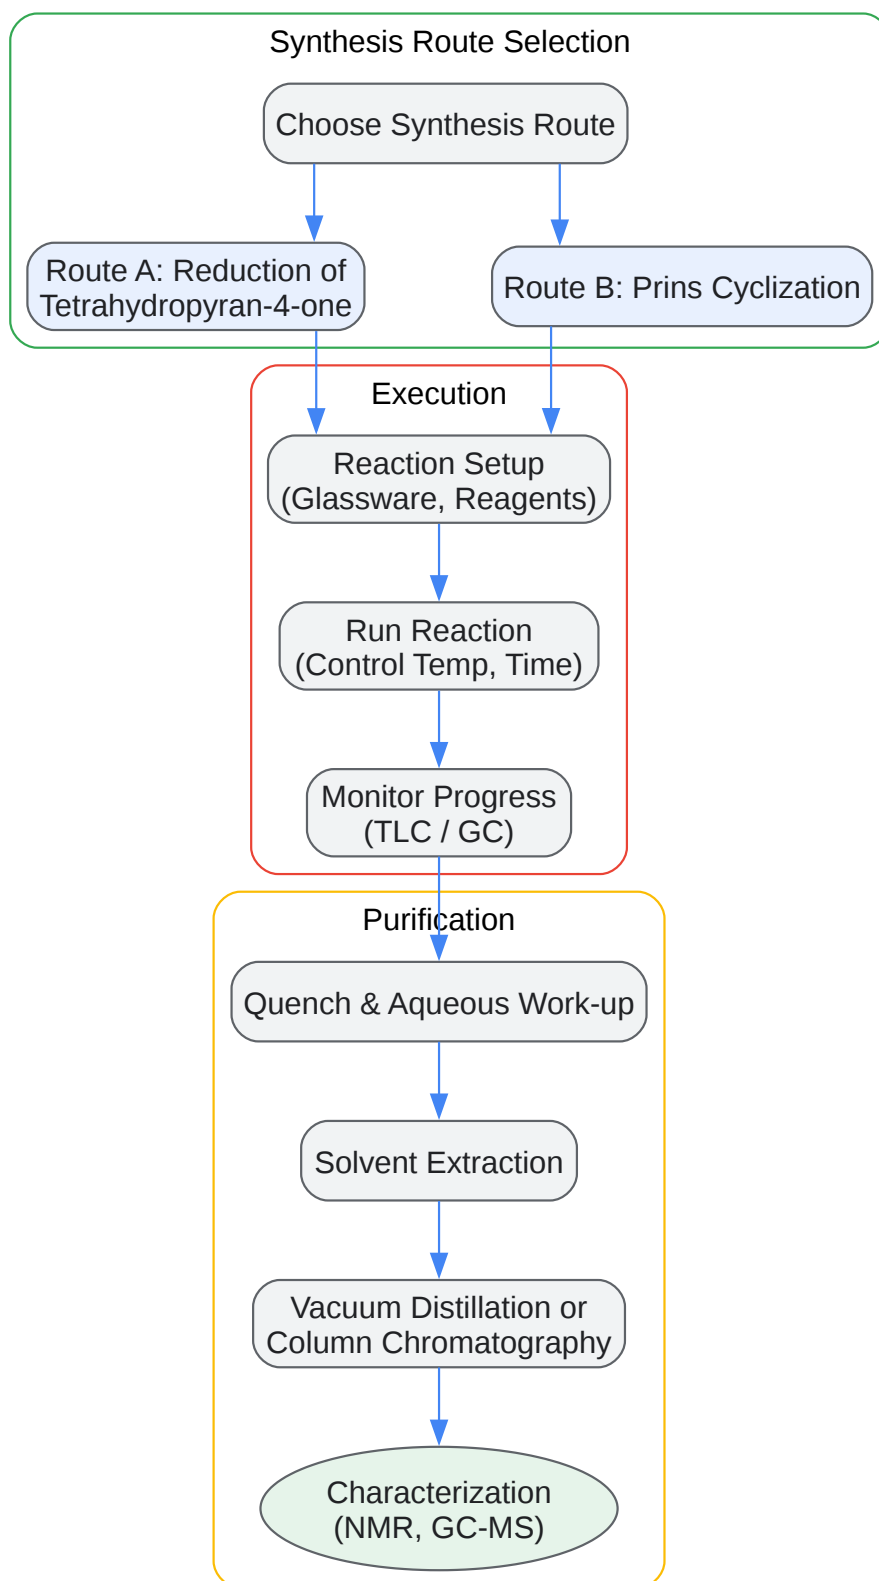 Synthesis Route Selection
Choose Synthesis Route
Route A: Reduction of
Tetrahydropyran-4-one
Route B: Prins Cyclization
Execution
Reaction Setup
(Glassware, Reagents)
Run Reaction
(Control Temp, Time)
Monitor Progress
(TLC / GC)
Purification
Quench & Aqueous Work-up
Solvent Extraction
Vacuum Distillation or
Column Chromatography
Characterization
(NMR, GC-MS)